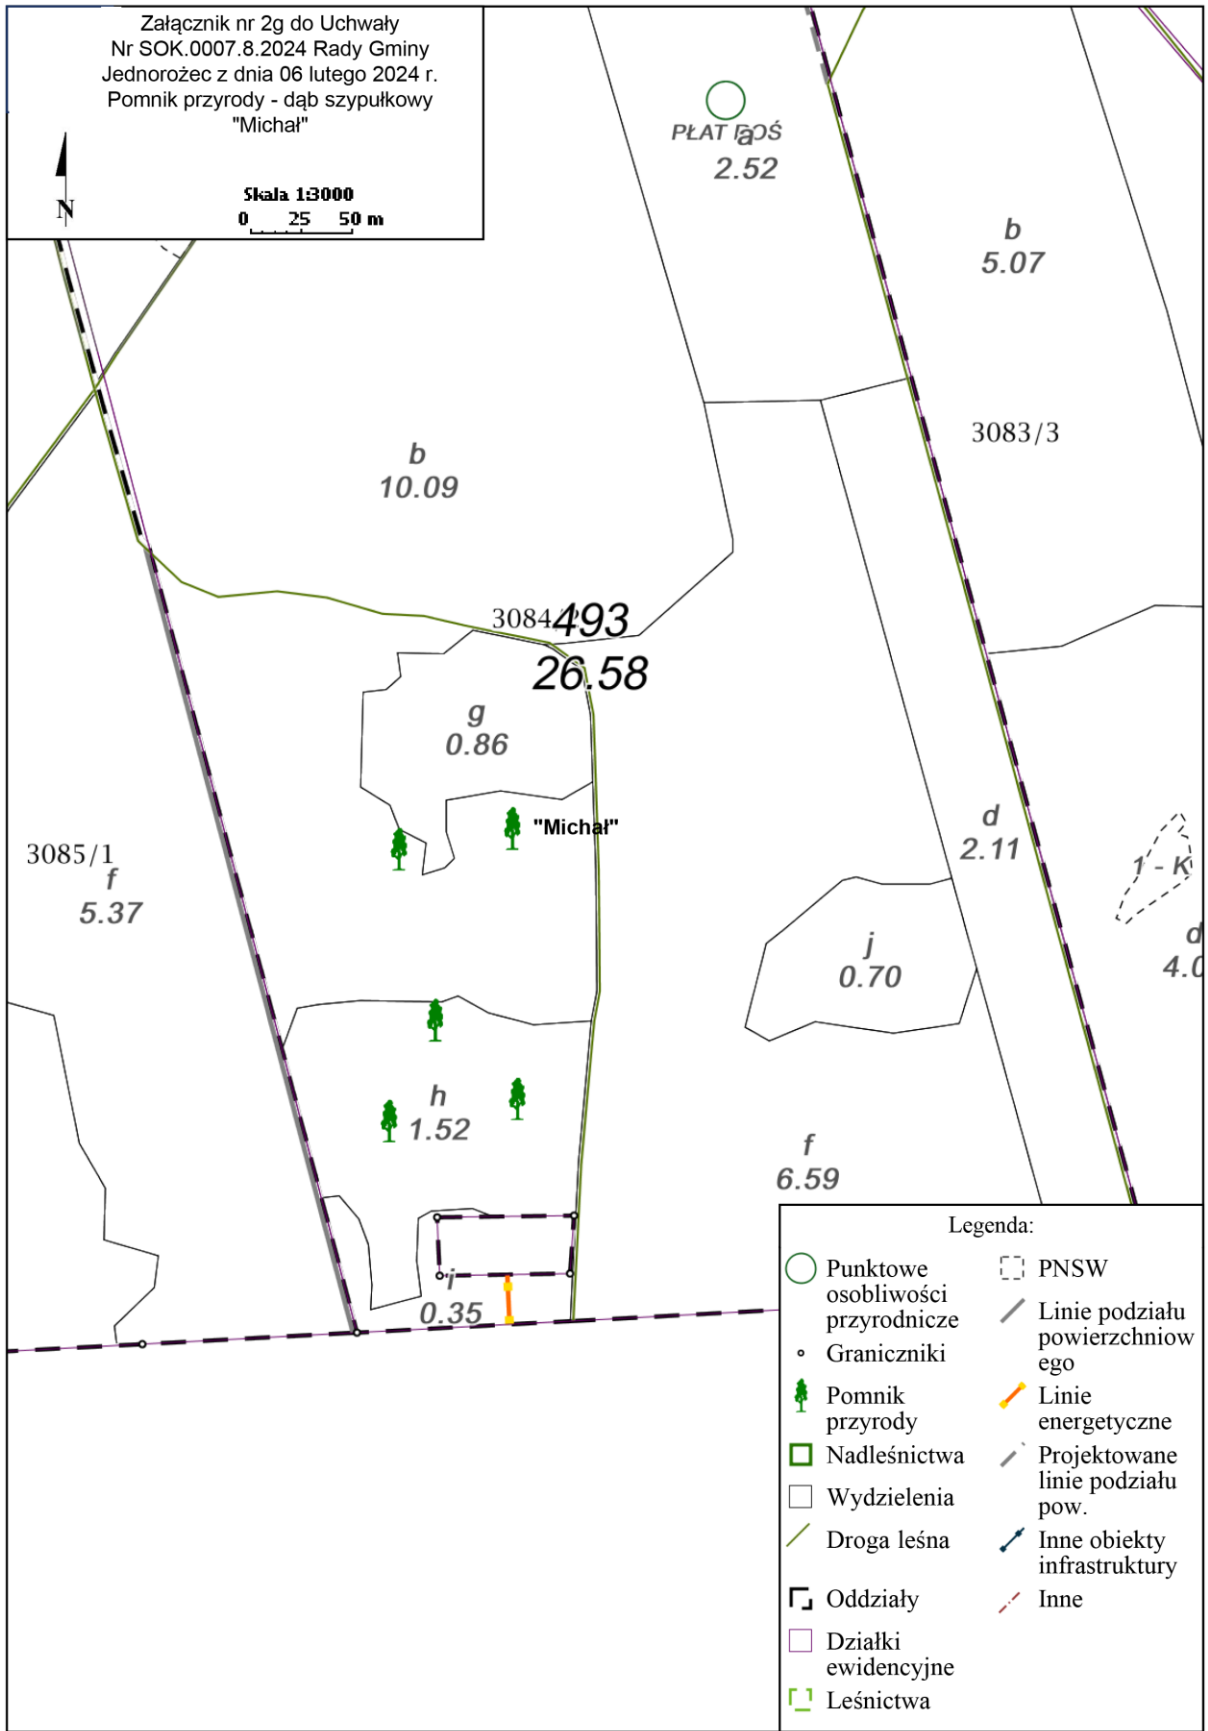 Załącznik nr 2g do Uchwały
Nr SOK.0007.8.2024 Rady Gminy
Jednorożec z dnia 06 lutego 2024 r.
Pomnik przyrody - dąb szypułkowy
"Michał"
N
Skala 1:3000
0 25 50 m
PŁAT
a
2.52
b
5.07
3083/3
b
10.09
493
26.58
g
0.86
"Michał"
3085/1
f
5.37
d
2.11
1 - K
j
0.70
d
h
1.52
f
6.59
i
0.35
Legenda:
Punktowe
osobliwości
przyrodnicze
Graniczniki
Pomnik
przyrody
Nadleśnictwa
Wydzielenia
Droga leśna
Oddziały
Działki
ewidencyjne
Leśnictwa
PNSW
Linie podziału
powierzchniow
ego
Linie
energetyczne
Projektowane
linie podziału
pow.
Inne obiekty
infrastruktury
Inne